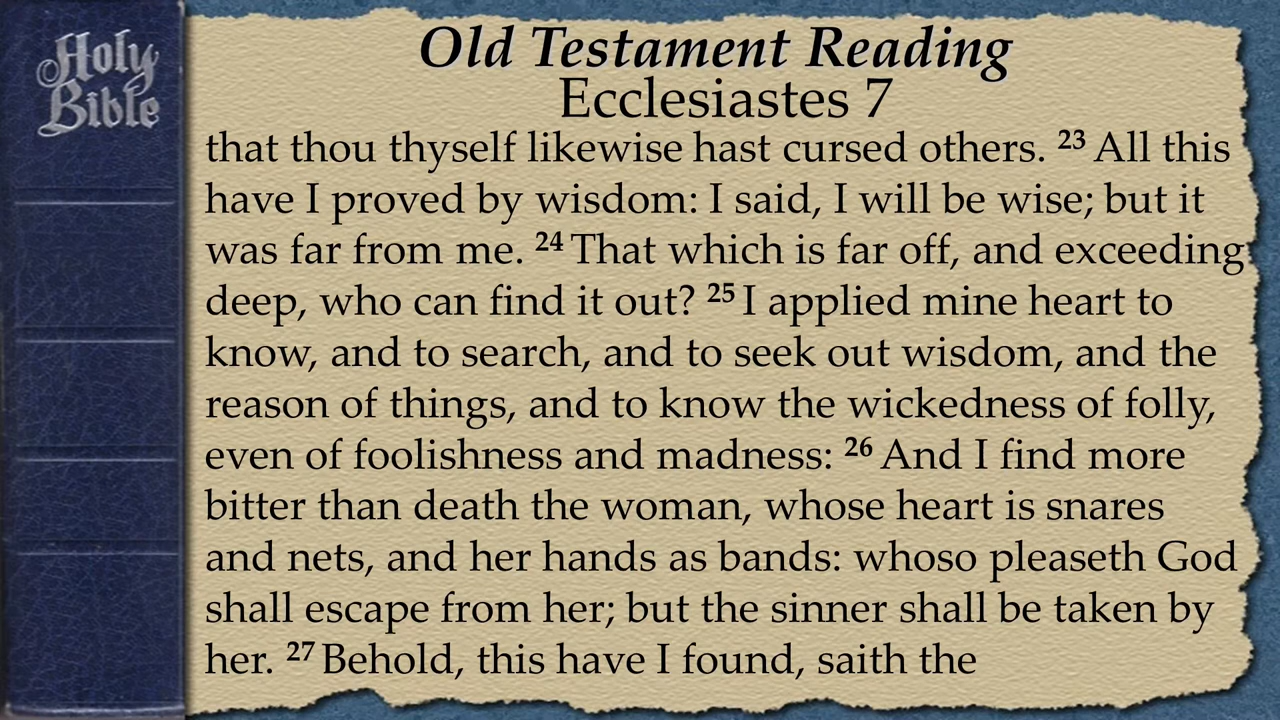 Holy
Bible
Old Testament Reading
Ecclesiastes 7
that thou thyself likewise hast cursed others. 23 All this
have I proved by wisdom: I said, I will be wise; but it
was far from me. 24 That which is far off, and exceeding
deep, who can find it out? 25 I applied mine heart to
know, and to search, and to seek out wisdom, and the
reason of things, and to know the wickedness of folly,
even of foolishness and madness: 26 And I find more
bitter than death the woman, whose heart is snares
and nets, and her hands as bands: whoso pleaseth God
shall escape from her; but the sinner shall be taken by
her. 27 Behold, this have I found, saith the